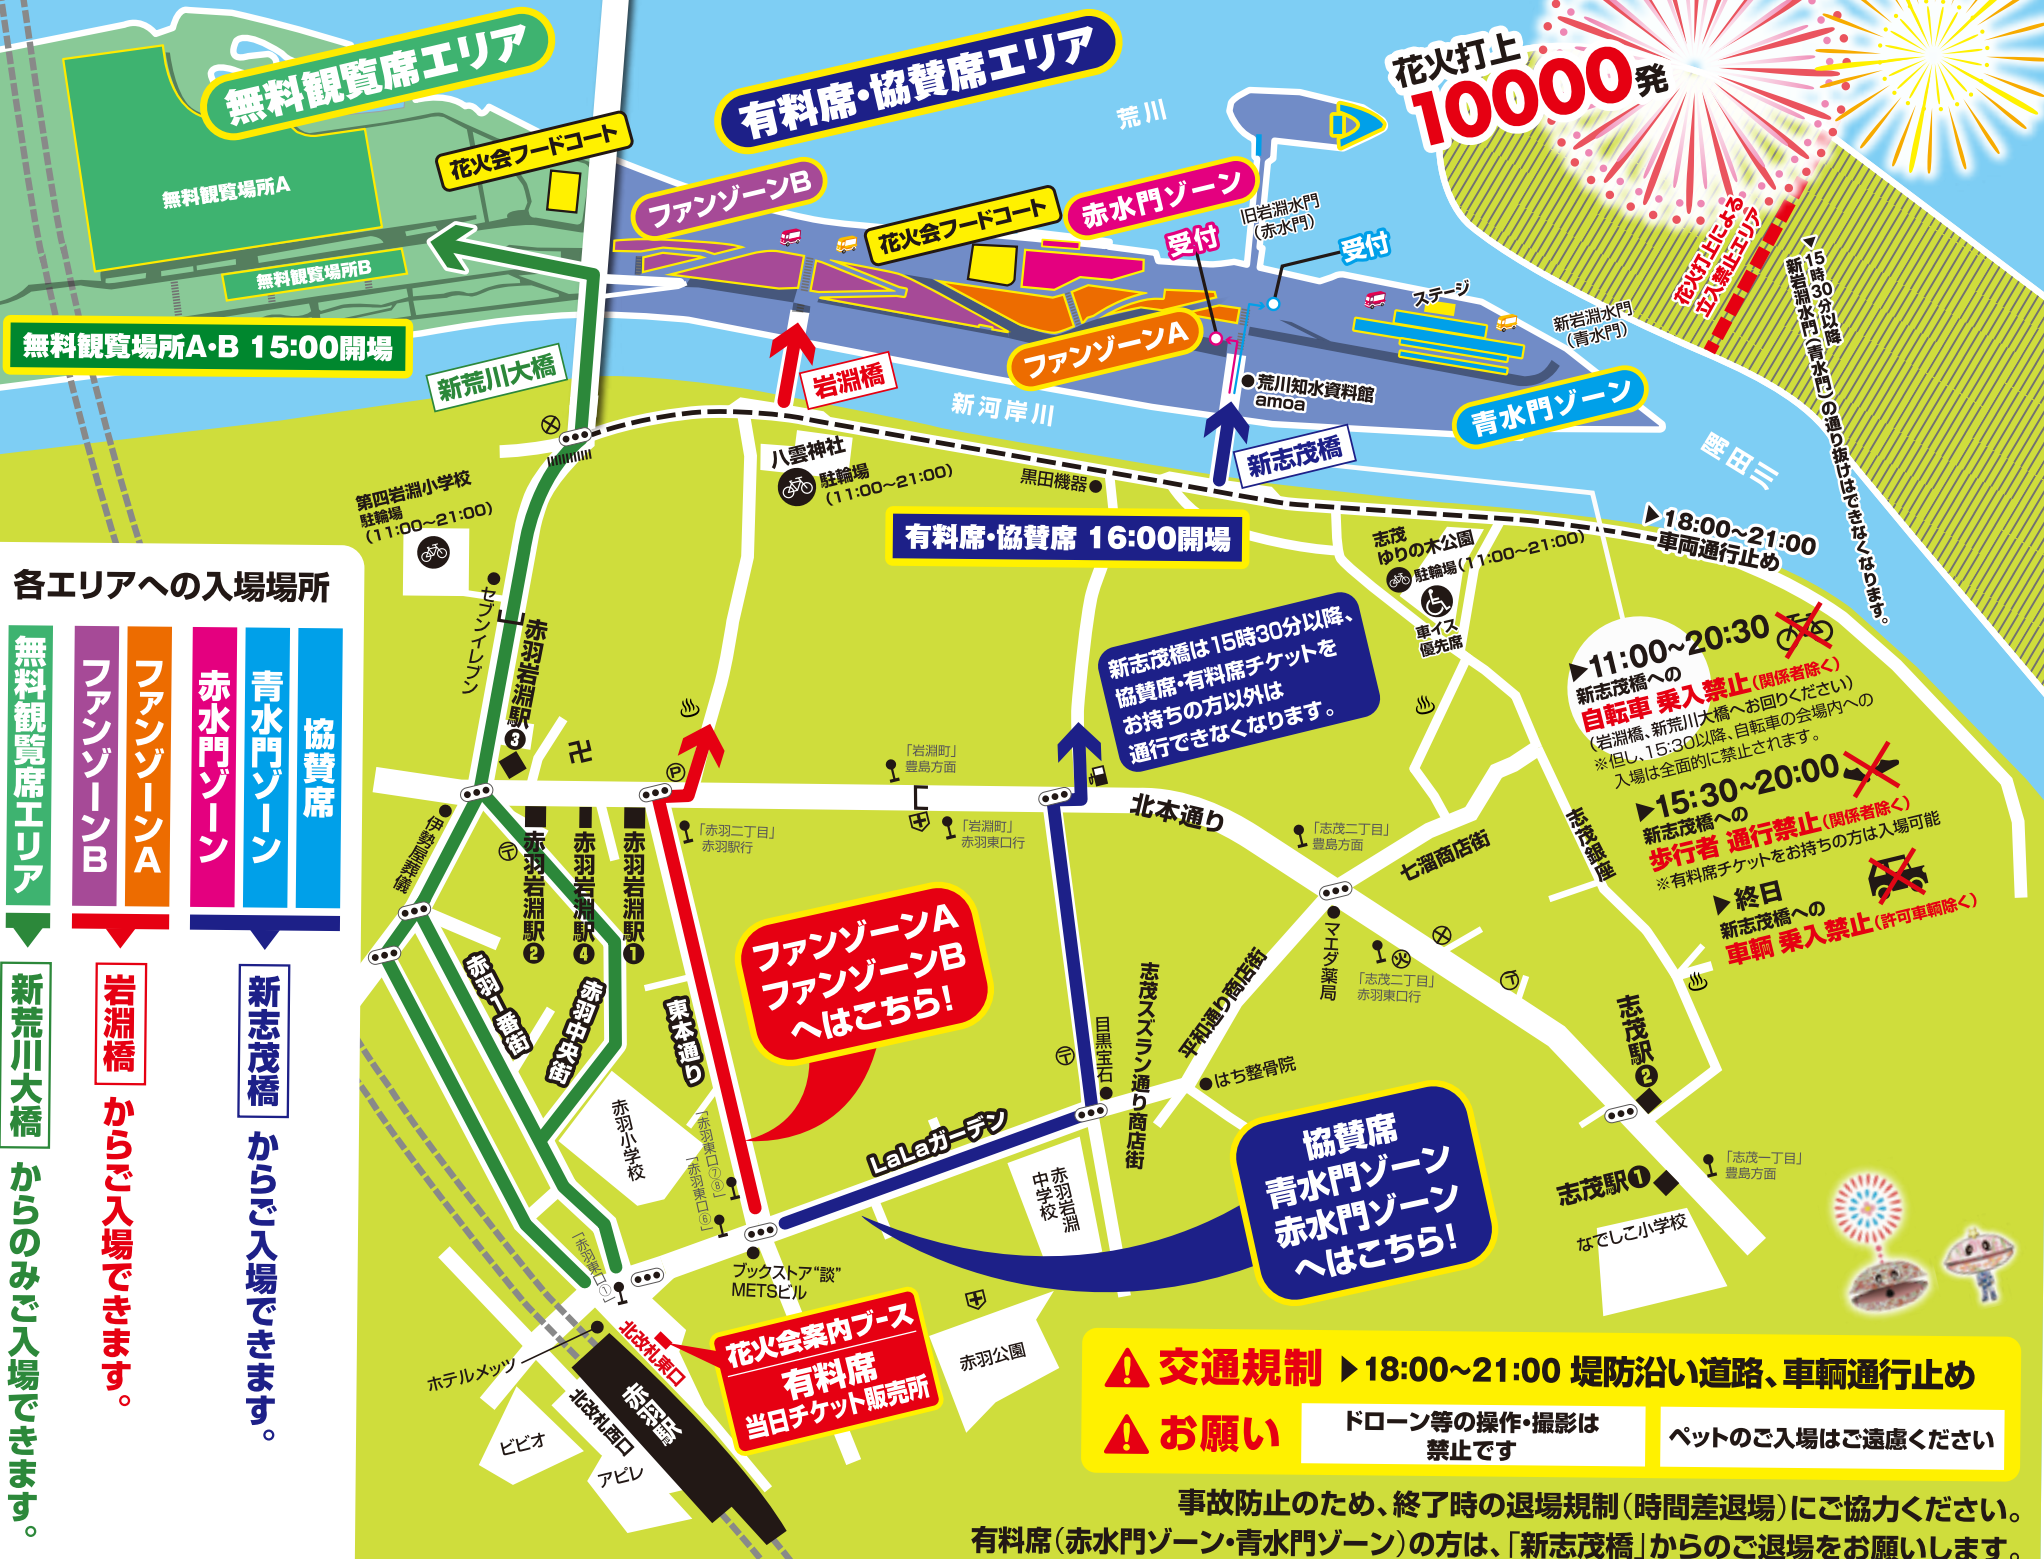 無料観覧席エリア
有料席・協賛席エリア
花火打上
10000発
荒川
花火会フードコート
無料観覧場所A
無料観覧場所B
ファンゾーンB
花火会フードコート
赤水門ゾーン
受付
旧岩淵水門
（赤水門）
受付
ステージ
新岩淵水門
（青水門）
花火打上による
立入禁止エリア
▼15時30分以降
新岩淵水門（青水門）の通り抜けはできなくなります。
無料観覧場所A・B 15:00開場
新荒川大橋
岩淵橋
ファンゾーンA
新河岸川
荒川知水資料館
amoa
青水門ゾーン
新志茂橋
隅田川
第四岩淵小学校
駐輪場
（11:00〜21:00）
八雲神社
駐輪場
（11:00〜21:00）
黒田機器
有料席・協賛席 16:00開場
志茂
ゆりの木公園
駐輪場（11:00〜21:00）
車イス
優先席
▶18:00〜21:00
車両通行止め
各エリアへの入場場所
無料観覧席エリア
ファンゾーンB
ファンゾーンA
赤水門ゾーン
青水門ゾーン
協賛席
新荒川大橋 からのみご入場できます。
岩淵橋 からご入場できます。
新志茂橋 からご入場できます。
セブンイレブン
赤羽岩淵駅❸
新志茂橋は15時30分以降、
協賛席・有料席チケットを
お持ちの方以外は
通行できなくなります。
▶11:00〜20:30
新志茂橋への
自転車 乗入禁止（関係者除く）
（岩淵橋、新荒川大橋へお回りください）
※但し、15:30以降、自転車の会場内への
入場は全面的に禁止されます。
▶15:30〜20:00
新志茂橋への
歩行者 通行禁止（関係者除く）
※有料席チケットをお持ちの方は入場可能
▶終日
新志茂橋への
車輌 乗入禁止（許可車輌除く）
卍
P
「岩淵町」
豊島方面
北本通り
伊勢屋葬儀
赤羽岩淵駅❷
赤羽岩淵駅❹
赤羽岩淵駅❶
「赤羽二丁目」
赤羽駅行
「岩淵町」
赤羽東口行
「志茂二丁目」
豊島方面
七溜商店街
志茂銀座
ファンゾーンA
ファンゾーンB
へはこちら！
赤羽1番街
赤羽中央街
東本通り
マエダ薬局
「志茂二丁目」
赤羽東口行
平和通り商店街
志茂スズラン通り商店街
目黒宝石
はち整骨院
志茂駅❷
赤羽小学校
「赤羽東口⑦⑧」
「赤羽東口⑥」
LaLaガーデン
赤羽岩淵
中学校
協賛席
青水門ゾーン
赤水門ゾーン
へはこちら！
志茂駅❶
「志茂一丁目」
豊島方面
なでしこ小学校
「赤羽東口①」
ブックストア“談”
METSビル
北改札東口
花火会案内ブース
有料席
当日チケット販売所
赤羽公園
ホテルメッツ
赤羽駅
北改札西口
ビビオ
アピレ
交通規制 ▶18:00〜21:00 堤防沿い道路、車輌通行止め
お願い
ドローン等の操作・撮影は
禁止です
ペットのご入場はご遠慮ください
事故防止のため、終了時の退場規制（時間差退場）にご協力ください。
有料席（赤水門ゾーン・青水門ゾーン）の方は、「新志茂橋」からのご退場をお願いします。